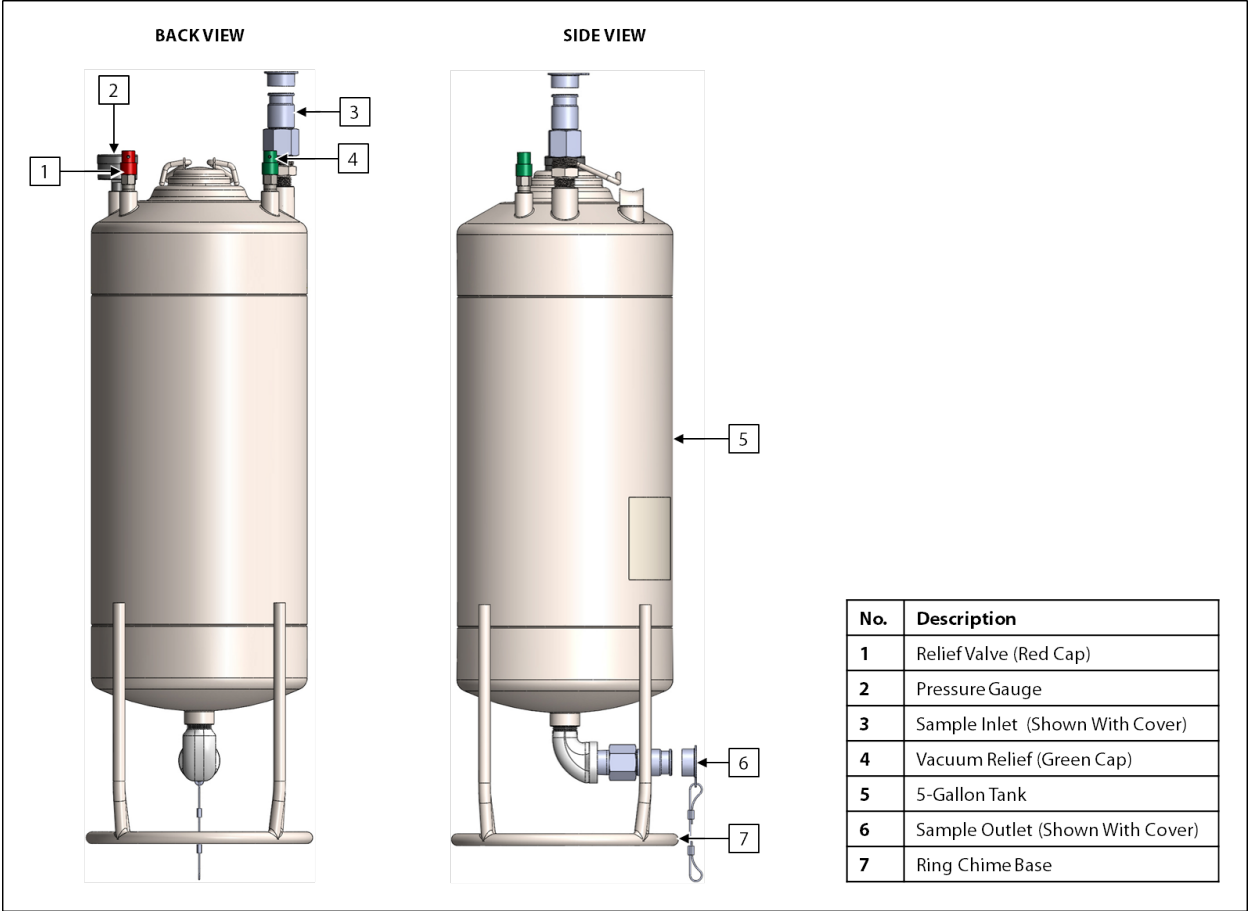 BACK VIEW
SIDE VIEW
2
3
1
4
5
6
7
No. Description
1 Relief Valve (Red Cap)
2 Pressure Gauge
3 Sample Inlet (Shown With Cover)
4 Vacuum Relief (Green Cap)
5 5-Gallon Tank
6 Sample Outlet (Shown With Cover)
7 Ring Chime Base